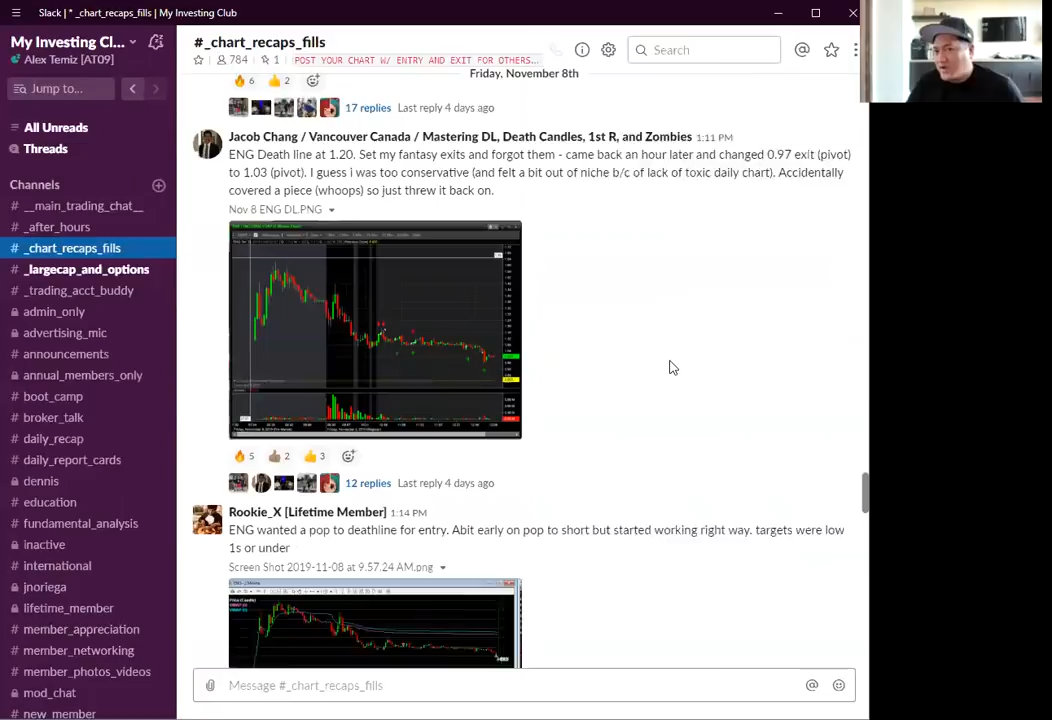 Slack | * _chart_recaps_fills | My Investing Club
My Investing Cl...
Alex Temiz [AT09]
Jump to...
All Unreads
Threads
Channels
# __main_trading_chat__
# _after_hours
# _chart_recaps_fills
# _largecap_and_options
# _trading_acct_buddy
admin_only
advertising_mic
# announcements
annual_members_only
# boot_camp
# broker_talk
# daily_recap
# daily_report_cards
# dennis
# education
# fundamental_analysis
# inactive
# international
# jnoriega
lifetime_member
# member_appreciation
# member_networking
# member_photos_videos
mod_chat
# new_member
#_chart_recaps_fills
784
1
POST YOUR CHART W/ ENTRY AND EXIT FOR OTHERS...
Search
Friday, November 8th
6
2
17 replies Last reply 4 days ago
Jacob Chang / Vancouver Canada / Mastering DL, Death Candles, 1st R, and Zombies 1:11 PM
ENG Death line at 1.20. Set my fantasy exits and forgot them - came back an hour later and changed 0.97 exit (pivot)
to 1.03 (pivot). I guess i was too conservative (and felt a bit out of niche b/c of lack of toxic daily chart). Accidentally
covered a piece (whoops) so just threw it back on.
Nov 8 ENG DL.PNG
5
2
3
12 replies Last reply 4 days ago
Rookie_X [Lifetime Member] 1:14 PM
ENG wanted a pop to deathline for entry. Abit early on pop to short but started working right way. targets were low
1s or under
Screen Shot 2019-11-08 at 9.57.24 AM.png
Message #_chart_recaps_fills